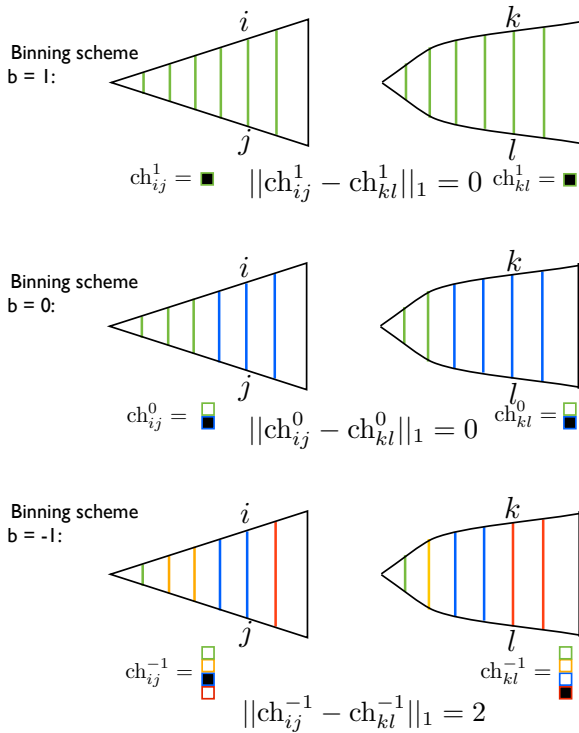 Binning scheme
b = 1:
i
k
j
l
ch^1_{ij} =
||ch^1_{ij} − ch^1_{kl}||_1 = 0
ch^1_{kl} =
Binning scheme
b = 0:
i
k
j
l
ch^0_{ij} =
||ch^0_{ij} − ch^0_{kl}||_1 = 0
ch^0_{kl} =
Binning scheme
b = -1:
i
k
j
l
ch^{-1}_{ij} =
ch^{-1}_{kl} =
||ch^{-1}_{ij} − ch^{-1}_{kl}||_1 = 2